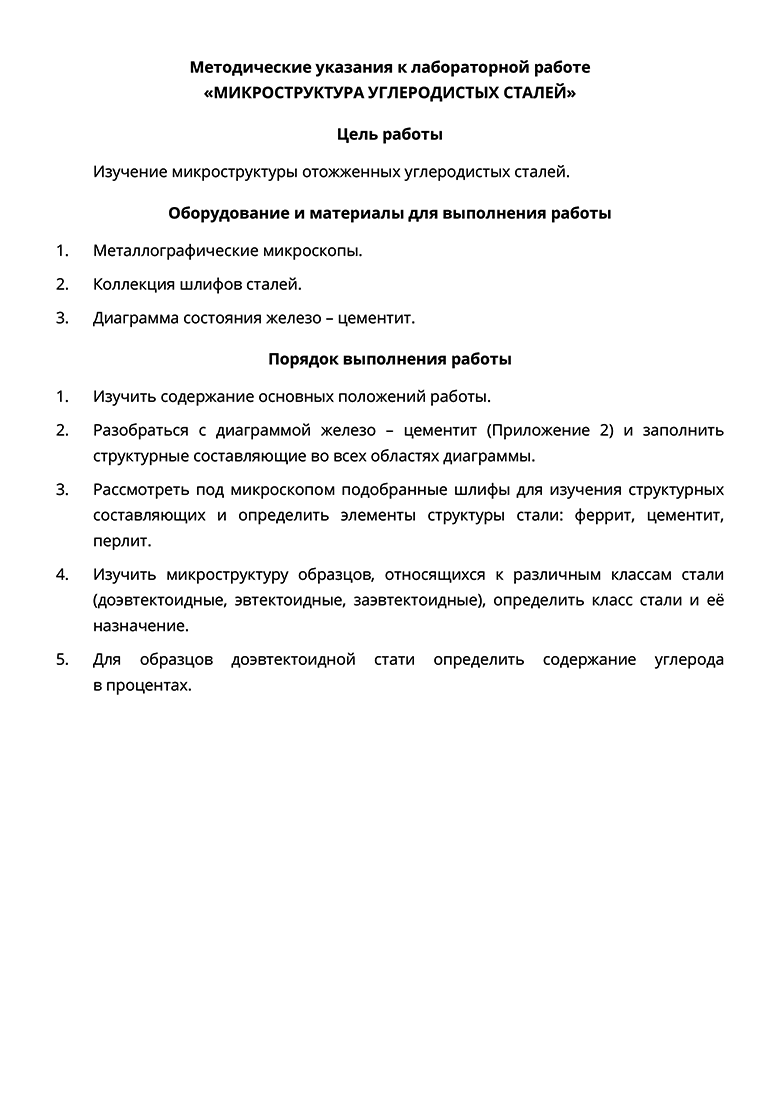 Методические указания к лабораторной работе
«МИКРОСТРУКТУРА УГЛЕРОДИСТЫХ СТАЛЕЙ»
Цель работы
Изучение микроструктуры отожженных углеродистых сталей.
Оборудование и материалы для выполнения работы
1. Металлографические микроскопы.
2. Коллекция шлифов сталей.
3. Диаграмма состояния железо – цементит.
Порядок выполнения работы
1. Изучить содержание основных положений работы.
2. Разобраться с диаграммой железо – цементит (Приложение 2) и заполнить
структурные составляющие во всех областях диаграммы.
3. Рассмотреть под микроскопом подобранные шлифы для изучения структурных
составляющих и определить элементы структуры стали: феррит, цементит,
перлит.
4. Изучить микроструктуру образцов, относящихся к различным классам стали
(доэвтектоидные, эвтектоидные, заэвтектоидные), определить класс стали и её
назначение.
5. Для образцов доэвтектоидной стати определить содержание углерода
в процентах.